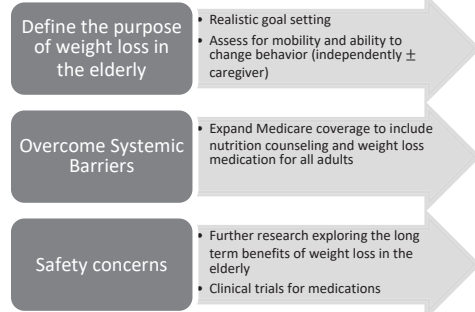 Define the purpose
of weight loss in
the elderly
• Realistic goal setting
• Assess for mobility and ability to
change behavior (independently ±
caregiver)
Overcome Systemic
Barriers
• Expand Medicare coverage to include
nutrition counseling and weight loss
medication for all adults
Safety concerns
• Further research exploring the long
term benefits of weight loss in the
elderly
• Clinical trials for medications